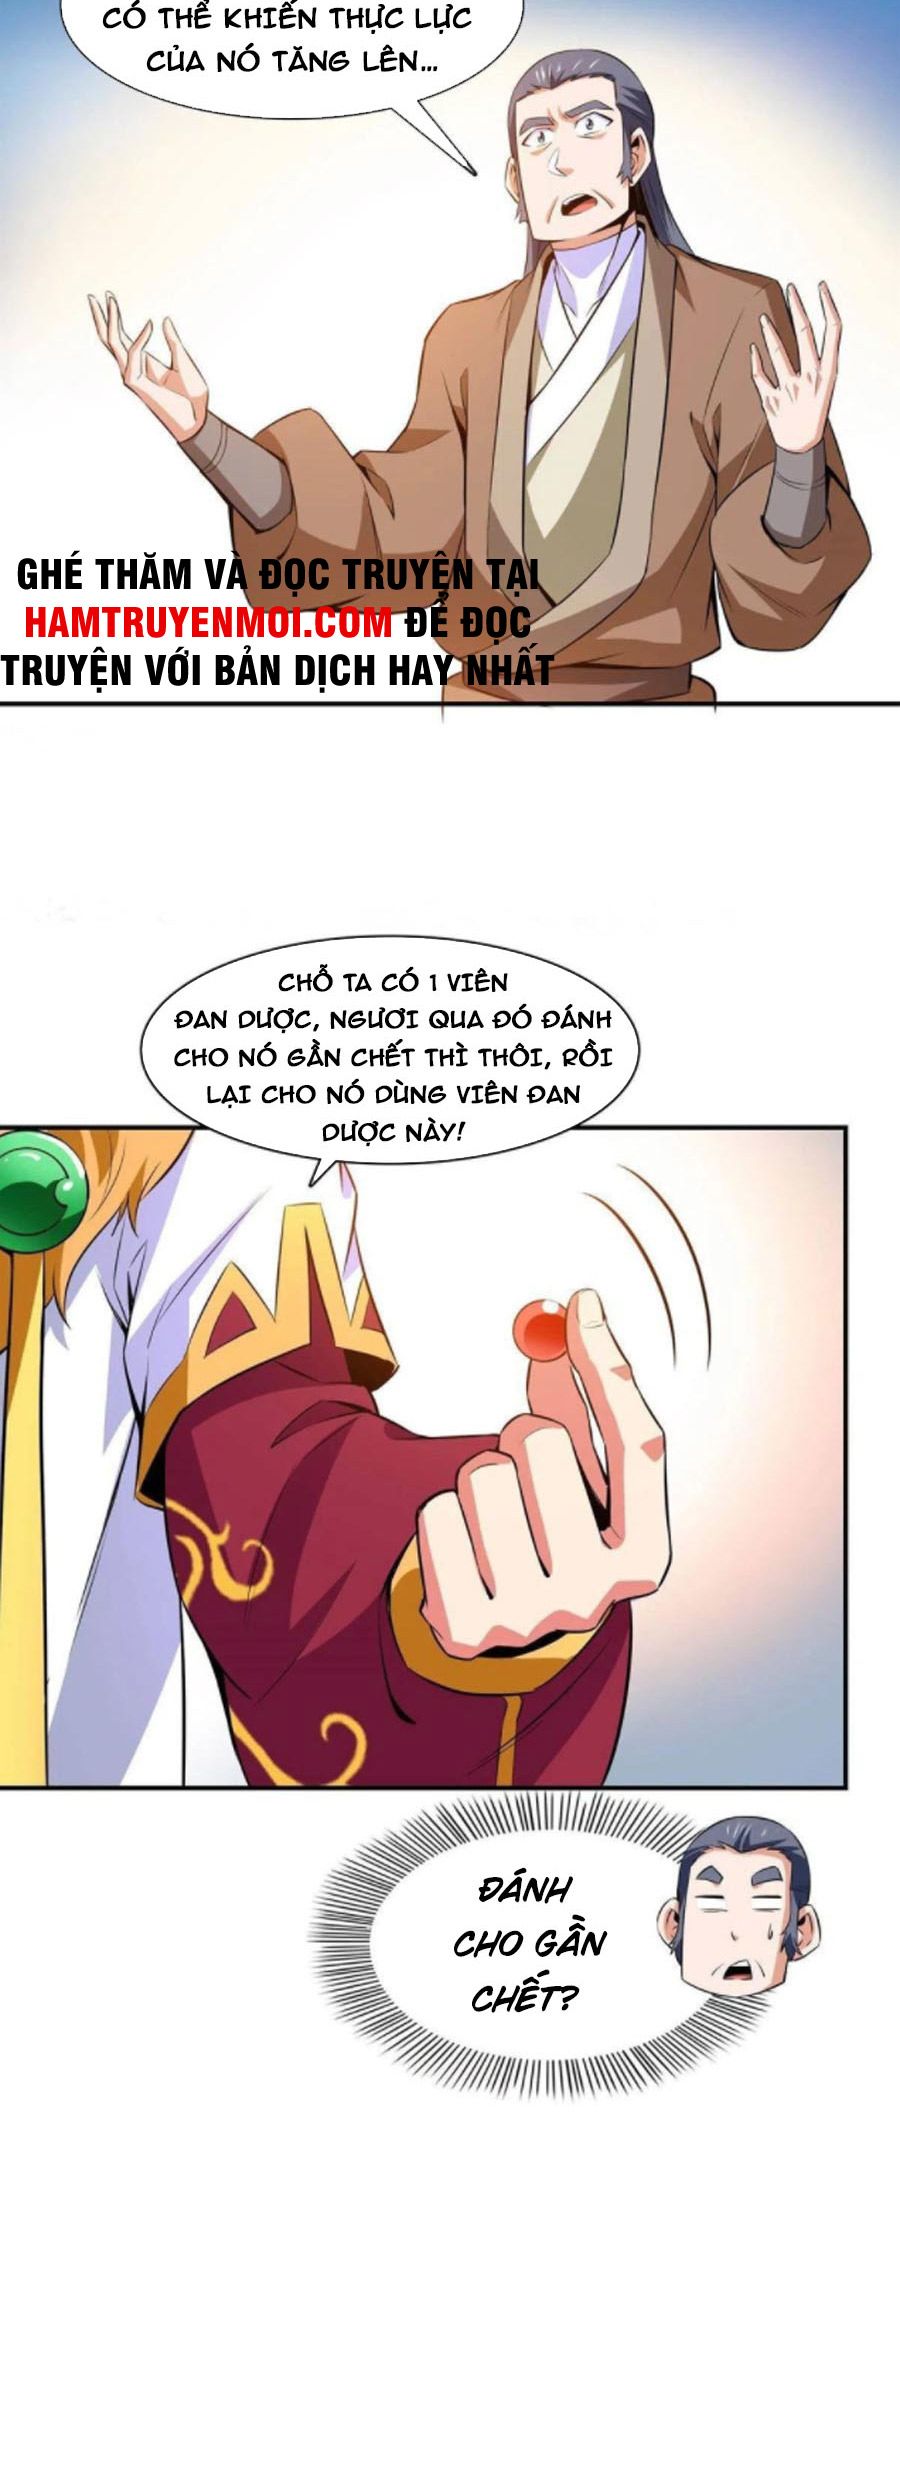 CÓ THỂ KHIẾN THỰC LỰC
CỦA NÓ TĂNG LÊN...
GHÉ THĂM VÀ ĐỌC TRUYỆN TẠI
HAMTRUYENMOI.COM ĐỂ ĐỌC
TRUYỆN VỚI BẢN DỊCH HAY NHẤT
CHỖ TA CÓ 1 VIÊN
ĐAN DƯỢC, NGƯƠI QUA ĐÓ ĐÁNH
CHO NÓ GẦN CHẾT THÌ THÔI, RỒI
LẠI CHO NÓ DÙNG VIÊN ĐAN
DƯỢC NÀY!
ĐÁNH
CHO GẦN
CHẾT?